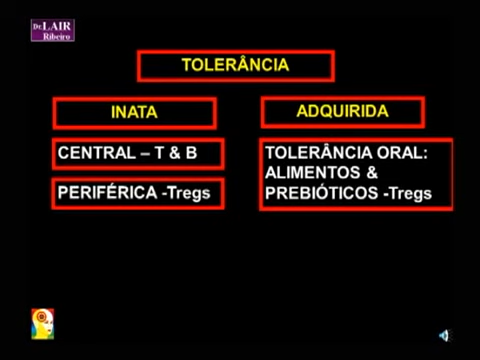 Dr. LAIR
Ribeiro
TOLERÂNCIA
INATA
ADQUIRIDA
CENTRAL – T & B
PERIFÉRICA -Tregs
TOLERÂNCIA ORAL:
ALIMENTOS &
PREBIÓTICOS -Tregs